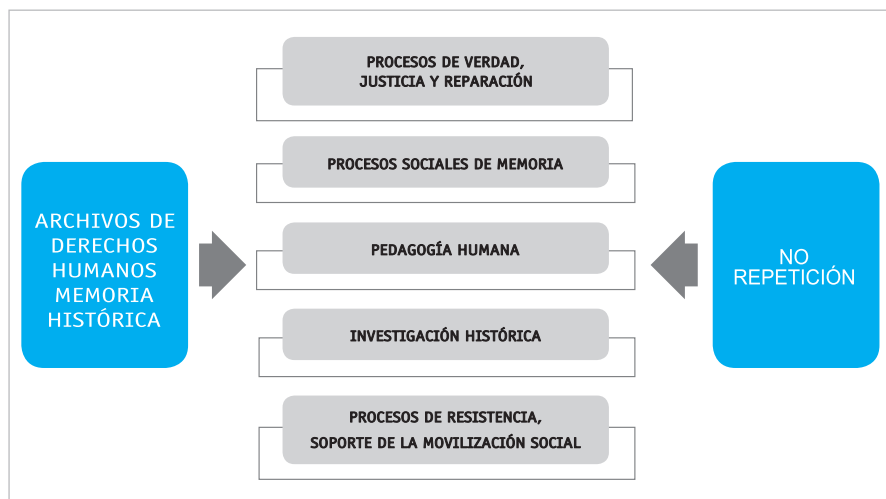 ARCHIVOS DE
DERECHOS
HUMANOS
MEMORIA
HISTÓRICA
PROCESOS DE VERDAD,
JUSTICIA Y REPARACIÓN
PROCESOS SOCIALES DE MEMORIA
PEDAGOGÍA HUMANA
INVESTIGACIÓN HISTÓRICA
PROCESOS DE RESISTENCIA,
SOPORTE DE LA MOVILIZACIÓN SOCIAL
NO
REPETICIÓN